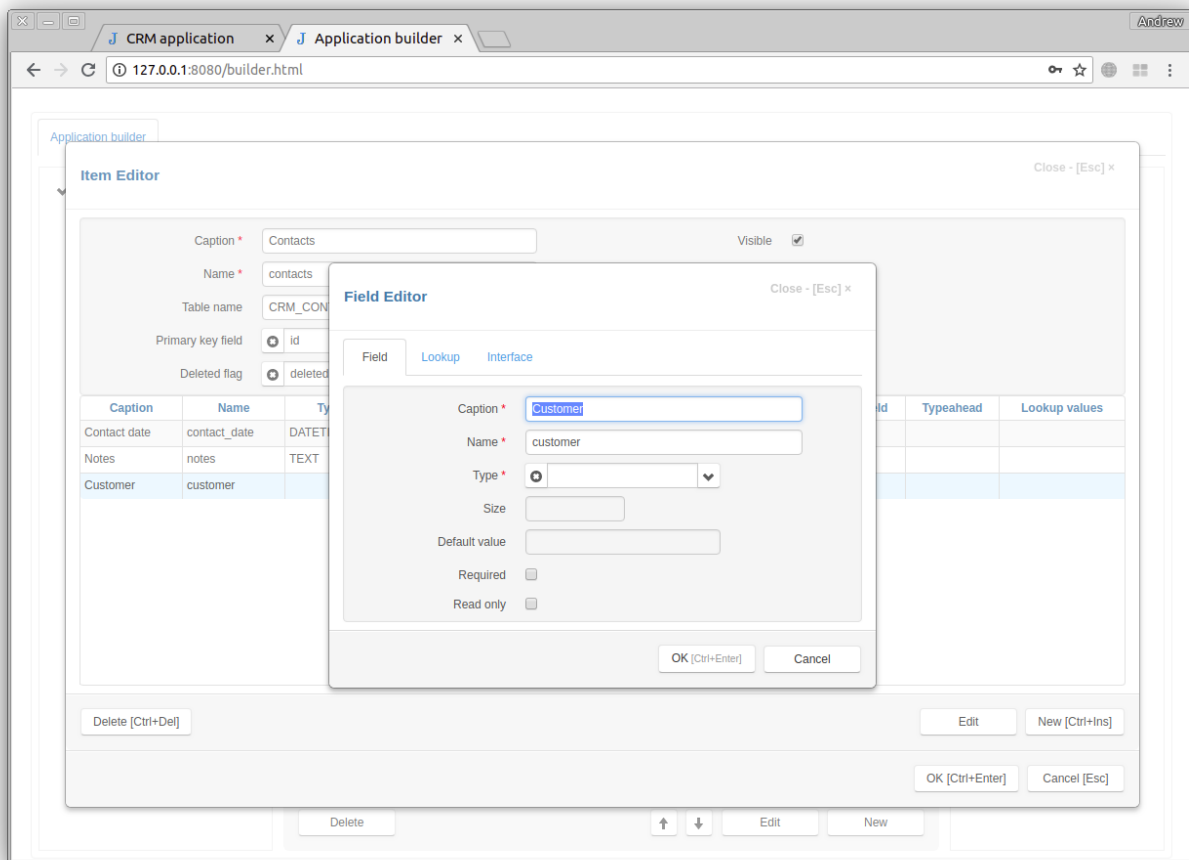 Andrew
CRM application × Application builder ×
127.0.0.1:8080/builder.html
Application builder
Item Editor Close - [Esc] ×
Caption * Contacts Visible
Name * contacts
Table name CRM_CON
Primary key field id
Deleted flag deleted
Caption Name Ty ld Typeahead Lookup values
Contact date contact_date DATETI
Notes notes TEXT
Customer customer
Field Editor Close - [Esc] ×
Field Lookup Interface
Caption * Customer
Name * customer
Type *
Size
Default value
Required
Read only
OK [Ctrl+Enter] Cancel
Delete [Ctrl+Del] Edit New [Ctrl+Ins]
OK [Ctrl+Enter] Cancel [Esc]
Delete Edit New